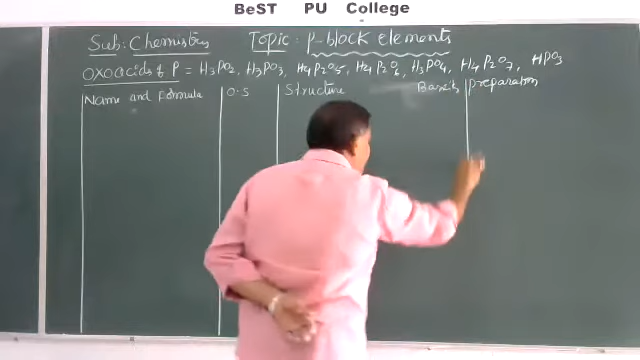 BeST PU College
Sub: Chemistry Topic: P-block elements
Oxoacids of P = H3PO2, H3PO3, H4P2O5, H4P2O6, H3PO4, H4P2O7, HPO3
Name and Formula O.S Structure Basicity Preparation